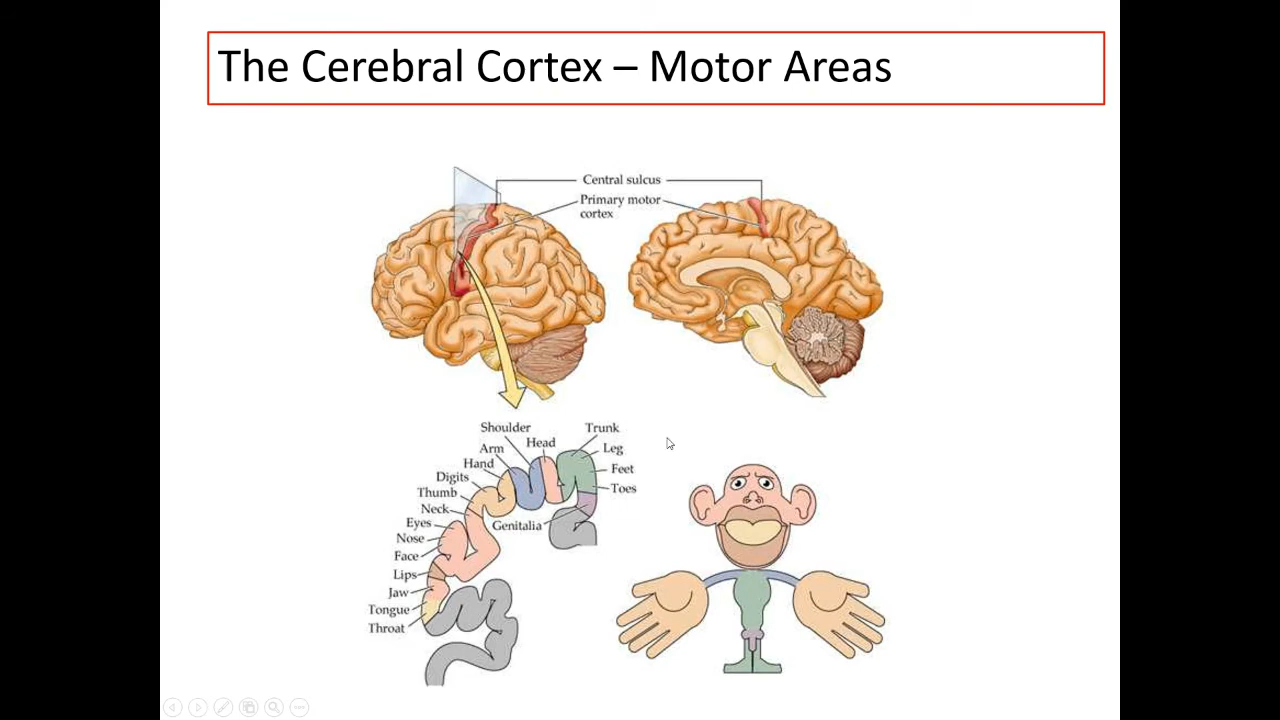 The Cerebral Cortex – Motor Areas
Central sulcus
Primary motor
cortex
Shoulder
Trunk
Arm
Head
Leg
Hand
Feet
Digits
Toes
Thumb
Neck
Eyes
Genitalia
Nose
Face
Lips
Jaw
Tongue
Throat